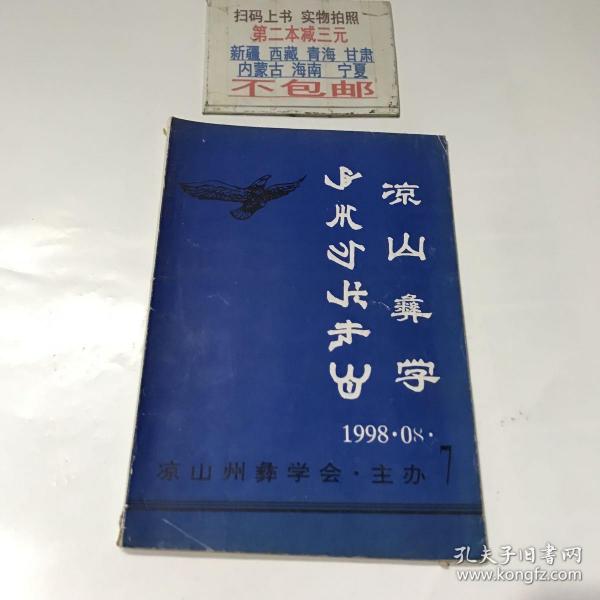 扫码上书 实物拍照
第二本减三元
新疆 西藏 青海 甘肃
内蒙古 海南 宁夏
不包邮
凉山彝学
1998·08·
7
凉山州彝学会·主办
孔夫子旧书网
www.kongfz.com